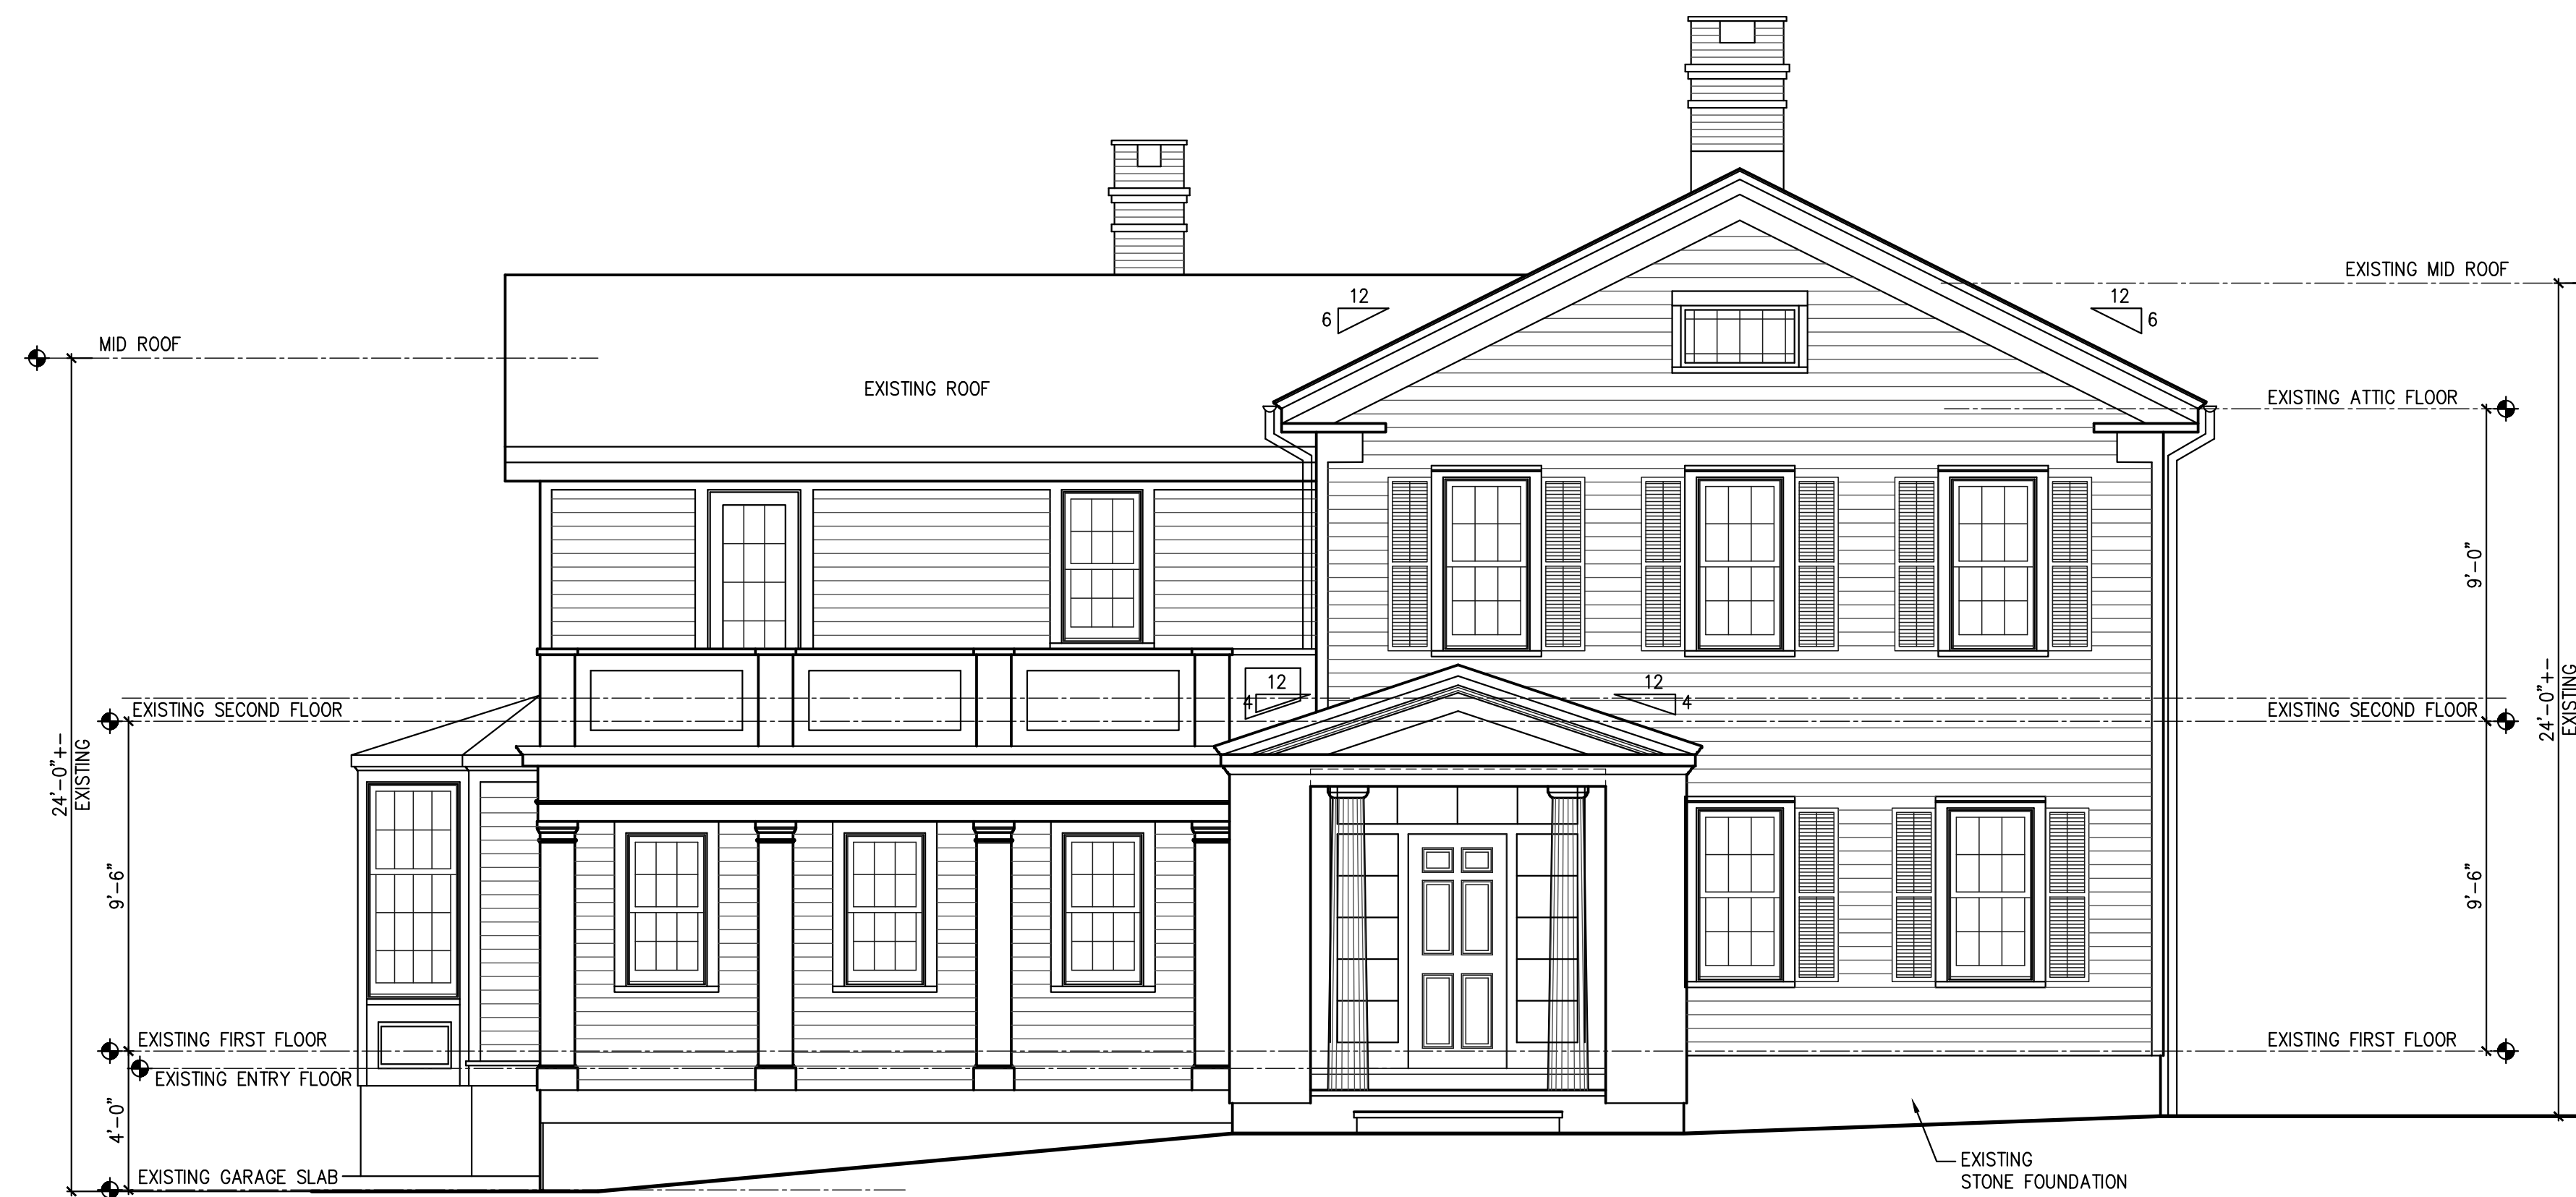 EXISTING MID ROOF
12
6
12
6
MID ROOF
EXISTING ROOF
EXISTING ATTIC FLOOR
9'-0"
12
4
12
4
EXISTING SECOND FLOOR
EXISTING SECOND FLOOR
24'-0"+-
EXISTING
24'-0"+-
EXISTING
9'-6"
9'-6"
EXISTING FIRST FLOOR
EXISTING FIRST FLOOR
EXISTING ENTRY FLOOR
4'-0"
EXISTING GARAGE SLAB
EXISTING
STONE FOUNDATION